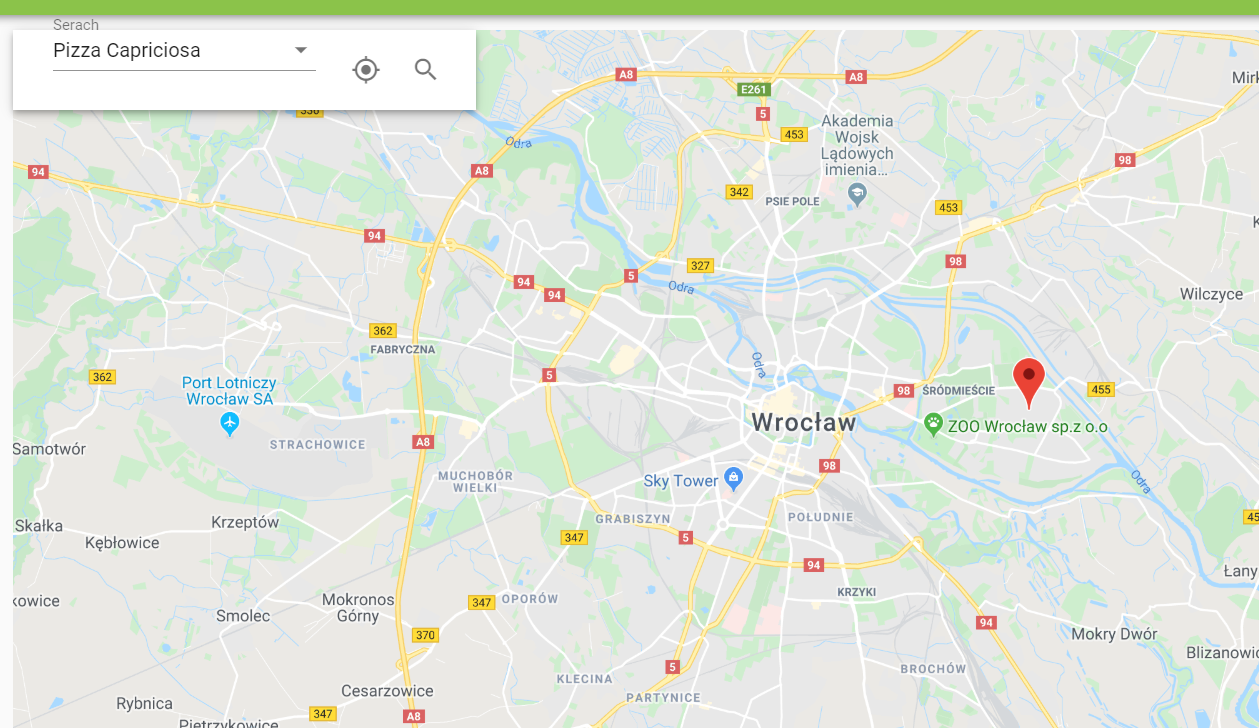 Serach
Pizza Capriciosa
A8
A8
E261
5
453
Akademia
Wojsk
Lądowych
imienia...
Odra
94
A8
98
342
PSIE POLE
453
94
94
94
5
327
Odra
98
Wilczyce
362
FABRYCZNA
362
Port Lotniczy
Wrocław SA
5
Odra
98
ŚRÓDMIEŚCIE
455
Wrocław
ZOO Wrocław sp.z o.o
STRACHOWICE
A8
Samotwór
MUCHOBÓR
WIELKI
Sky Tower
98
Odra
Skałka
Krzeptów
Kębłowice
GRABISZYN
POŁUDNIE
347
5
94
Łany
kowice
Smolec
Mokronos
Górny
347
OPORÓW
KRZYKI
370
94
Mokry Dwór
Blizanowic
5
BROCHÓW
KLECINA
PARTYNICE
Cesarzowice
Rybnica
347
A8
Pietrzykowice